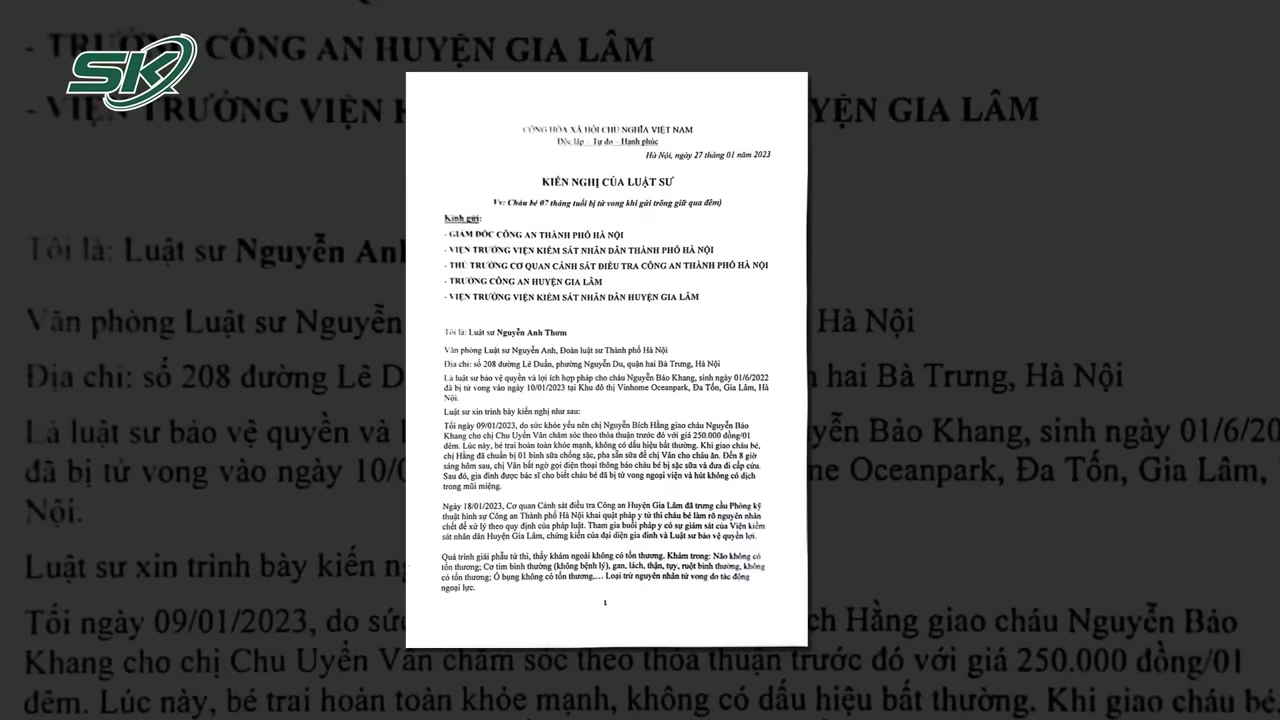 SK
- TRƯỞNG CÔNG AN HUYỆN GIA LÂM
- VIỆN TRƯỞNG VIỆN K
YỆN GIA LÂM
Tôi là: Luật sư Nguyễn Anh
Văn phòng Luật sư Nguyễn
Hà Nội
Địa chỉ: số 208 đường Lê D
hai Bà Trưng, Hà Nội
Là luật sư bảo vệ quyền và l
yễn Bảo Khang, sinh ngày 01/6/20
đã bị tử vong vào ngày 10/0
me Oceanpark, Đa Tốn, Gia Lâm,
Nội.
Luật sư xin trình bày kiến ng
Tối ngày 09/01/2023, do sức
ch Hằng giao cháu Nguyễn Bảo
Khang cho chị Chu Uyển Vân chăm sóc theo thỏa thuận trước đó với giá 250.000 đồng/01
đêm. Lúc này, bé trai hoàn toàn khỏe mạnh, không có dấu hiệu bất thường. Khi giao cháu bé,
CỘNG HÒA XÃ HỘI CHỦ NGHĨA VIỆT NAM
Độc lập _ Tự do – Hạnh phúc
Hà Nội, ngày 27 tháng 01 năm 2023
KIẾN NGHỊ CỦA LUẬT SƯ
Vv: Cháu bé 07 tháng tuổi bị tử vong khi gửi trông giữ qua đêm)
Kính gửi:
- GIÁM ĐỐC CÔNG AN THÀNH PHỐ HÀ NỘI
- VIỆN TRƯỞNG VIỆN KIỂM SÁT NHÂN DÂN THÀNH PHỐ HÀ NỘI
- THỦ TRƯỞNG CƠ QUAN CẢNH SÁT ĐIỀU TRA CÔNG AN THÀNH PHỐ HÀ NỘI
- TRƯỞNG CÔNG AN HUYỆN GIA LÂM
- VIỆN TRƯỞNG VIỆN KIỂM SÁT NHÂN DÂN HUYỆN GIA LÂM
Tôi là: Luật sư Nguyễn Anh Thơm
Văn phòng Luật sư Nguyễn Anh, Đoàn luật sư Thành phố Hà Nội
Địa chỉ: số 208 đường Lê Duẩn, phường Nguyễn Du, quận hai Bà Trưng, Hà Nội
Là luật sư bảo vệ quyền và lợi ích hợp pháp cho cháu Nguyễn Bảo Khang, sinh ngày 01/6/2022
đã bị tử vong vào ngày 10/01/2023 tại Khu đô thị Vinhome Oceanpark, Đa Tốn, Gia Lâm, Hà
Nội.
Luật sư xin trình bày kiến nghị như sau:
Tối ngày 09/01/2023, do sức khỏe yếu nên chị Nguyễn Bích Hằng giao cháu Nguyễn Bảo
Khang cho chị Chu Uyển Vân chăm sóc theo thỏa thuận trước đó với giá 250.000 đồng/01
đêm. Lúc này, bé trai hoàn toàn khỏe mạnh, không có dấu hiệu bất thường. Khi giao cháu bé,
chị Hằng đã chuẩn bị 01 bình sữa chống sặc, pha sẵn sữa để chị Vân cho cháu ăn. Đến 8 giờ
sáng hôm sau, chị Vân bất ngờ gọi điện thoại thông báo cháu bé bị sặc sữa và đưa đi cấp cứu.
Sau đó, gia đình được bác sĩ cho biết cháu bé đã bị tử vong ngoại viện và hút không có dịch
trong mũi miệng.
Ngày 18/01/2023, Cơ quan Cảnh sát điều tra Công an Huyện Gia Lâm đã trưng cầu Phòng kỹ
thuật hình sự Công an Thành phố Hà Nội khai quật pháp y tử thi cháu bé làm rõ nguyên nhân
chết để xử lý theo quy định của pháp luật. Tham gia buổi pháp y có sự giám sát của Viện kiểm
sát nhân dân Huyện Gia Lâm, chứng kiến của đại diện gia đình và Luật sư bảo vệ quyền lợi.
Quá trình giải phẫu tử thi, thấy khám ngoài không có tổn thương. Khám trong: Não không có
tổn thương; Cơ tim bình thường (không bệnh lý), gan, lách, thận, tụy, ruột bình thường, không
có tổn thương; Ổ bụng không có tổn thương,… Loại trừ nguyên nhân tử vong do tác động
ngoại lực.
1